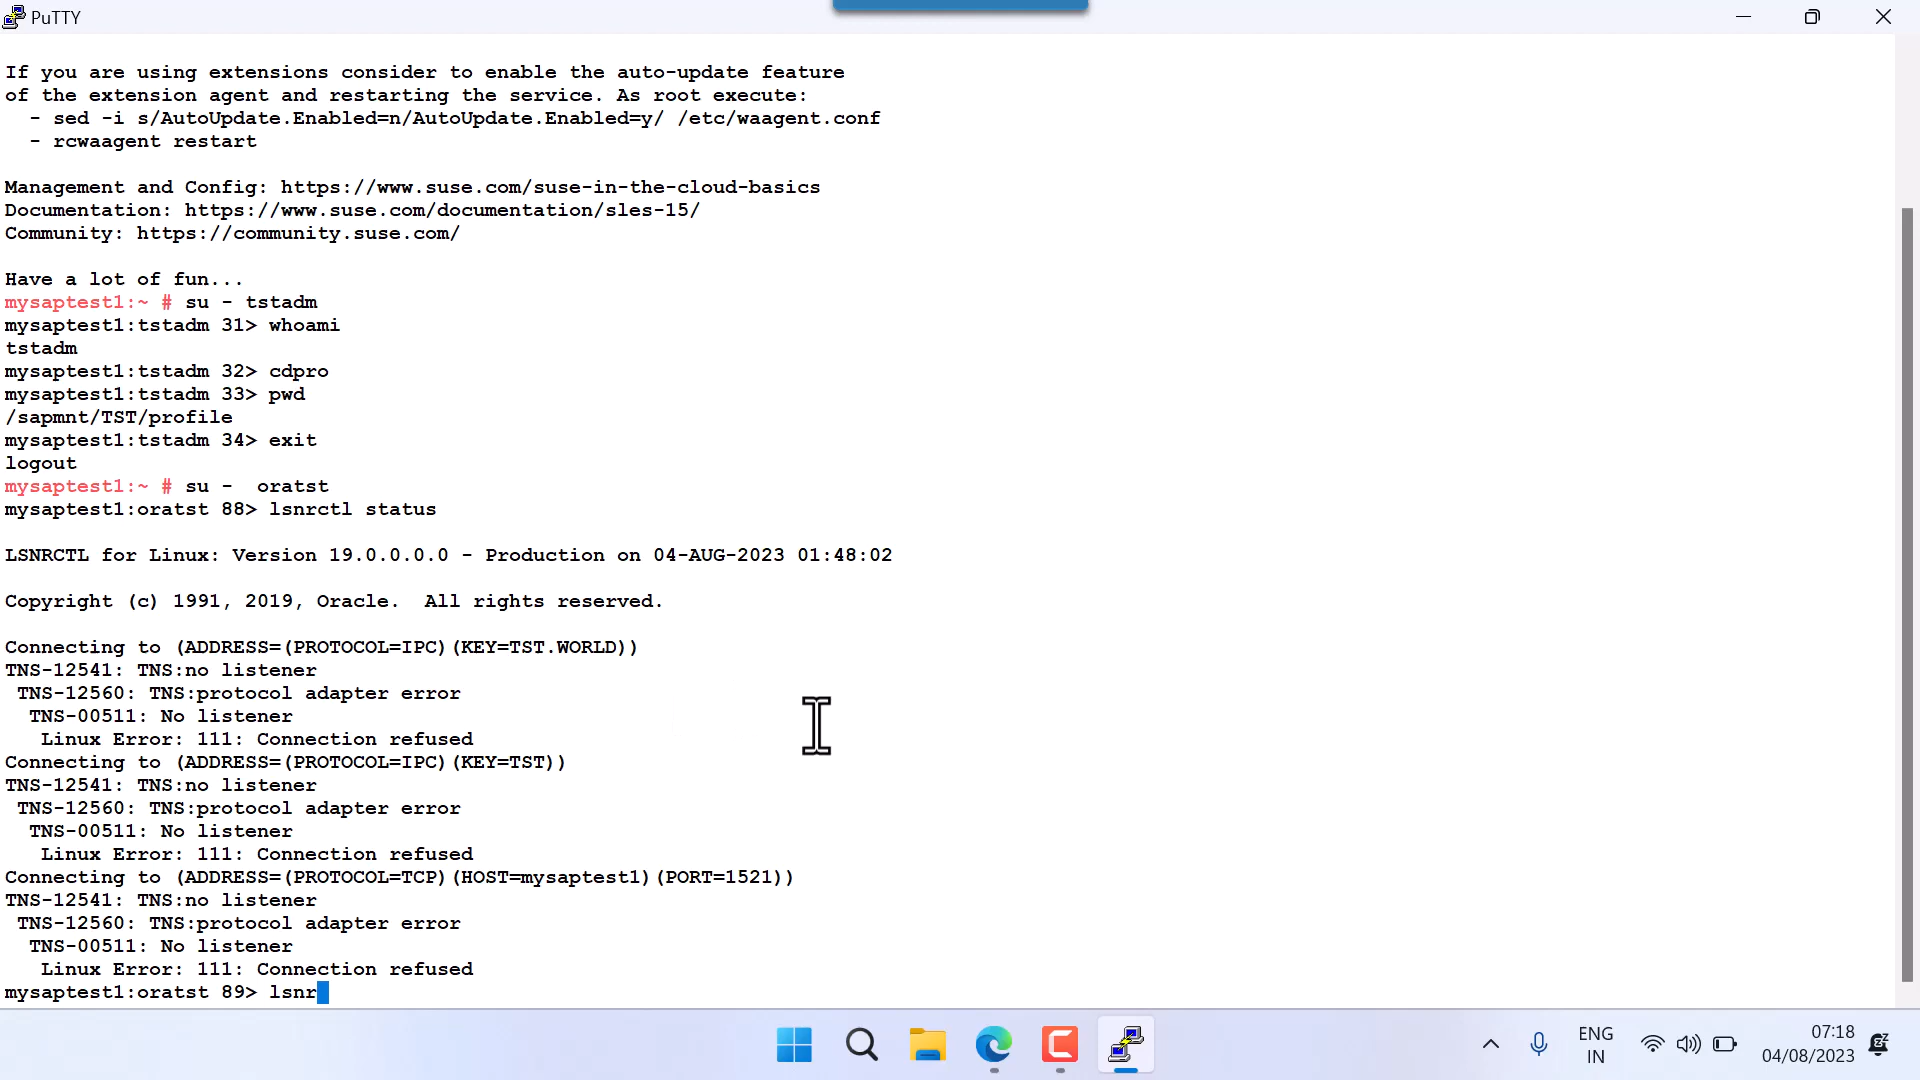 PuTTY
If you are using extensions consider to enable the auto-update feature
of the extension agent and restarting the service. As root execute:
  - sed -i s/AutoUpdate.Enabled=n/AutoUpdate.Enabled=y/ /etc/waagent.conf
  - rcwaagent restart
Management and Config: https://www.suse.com/suse-in-the-cloud-basics
Documentation: https://www.suse.com/documentation/sles-15/
Community: https://community.suse.com/
Have a lot of fun...
mysaptest1:~ # su - tstadm
mysaptest1:tstadm 31> whoami
tstadm
mysaptest1:tstadm 32> cdpro
mysaptest1:tstadm 33> pwd
/sapmnt/TST/profile
mysaptest1:tstadm 34> exit
logout
mysaptest1:~ # su -  oratst
mysaptest1:oratst 88> lsnrctl status
LSNRCTL for Linux: Version 19.0.0.0.0 - Production on 04-AUG-2023 01:48:02
Copyright (c) 1991, 2019, Oracle.  All rights reserved.
Connecting to (ADDRESS=(PROTOCOL=IPC)(KEY=TST.WORLD))
TNS-12541: TNS:no listener
 TNS-12560: TNS:protocol adapter error
  TNS-00511: No listener
   Linux Error: 111: Connection refused
Connecting to (ADDRESS=(PROTOCOL=IPC)(KEY=TST))
TNS-12541: TNS:no listener
 TNS-12560: TNS:protocol adapter error
  TNS-00511: No listener
   Linux Error: 111: Connection refused
Connecting to (ADDRESS=(PROTOCOL=TCP)(HOST=mysaptest1)(PORT=1521))
TNS-12541: TNS:no listener
 TNS-12560: TNS:protocol adapter error
  TNS-00511: No listener
   Linux Error: 111: Connection refused
mysaptest1:oratst 89> lsnr
ENG
IN
07:18
04/08/2023